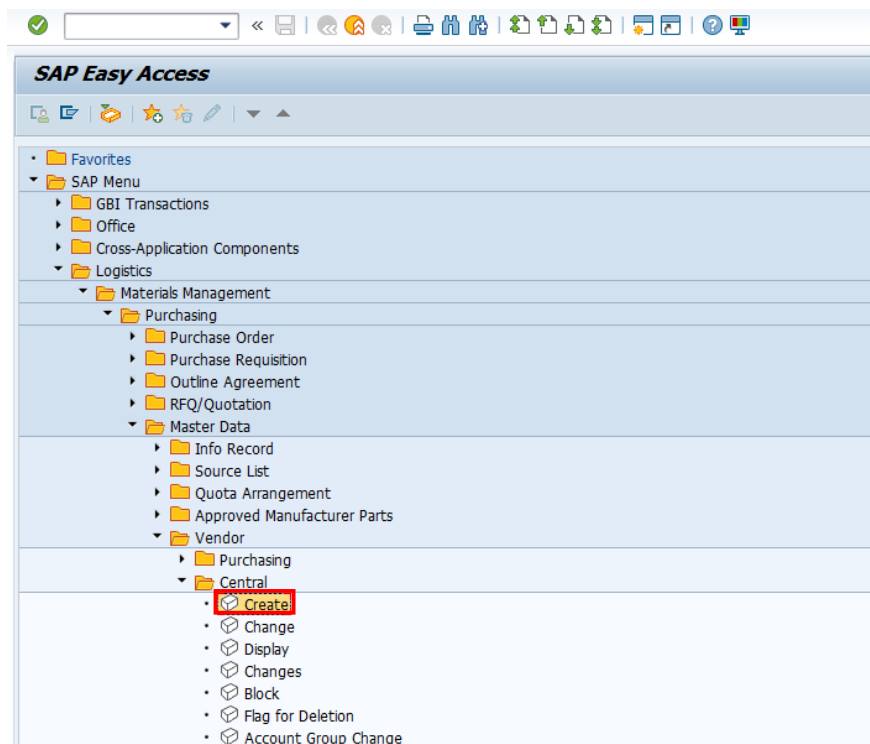 SAP Easy Access
Favorites
SAP Menu
GBI Transactions
Office
Cross-Application Components
Logistics
Materials Management
Purchasing
Purchase Order
Purchase Requisition
Outline Agreement
RFQ/Quotation
Master Data
Info Record
Source List
Quota Arrangement
Approved Manufacturer Parts
Vendor
Purchasing
Central
Create
Change
Display
Changes
Block
Flag for Deletion
Account Group Change